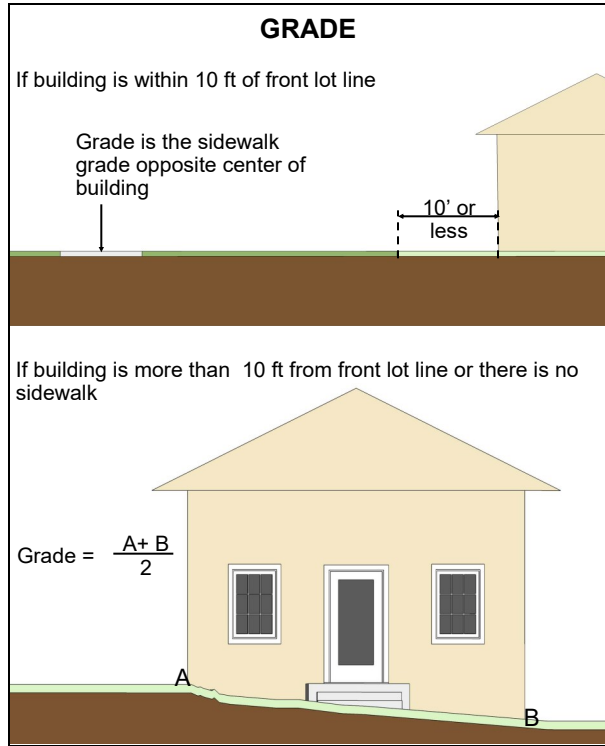 GRADE
If building is within 10 ft of front lot line
Grade is the sidewalk
grade opposite center of
building
10’ or
less
If building is more than 10 ft from front lot line or there is no
sidewalk
Grade = A+ B
2
A
B